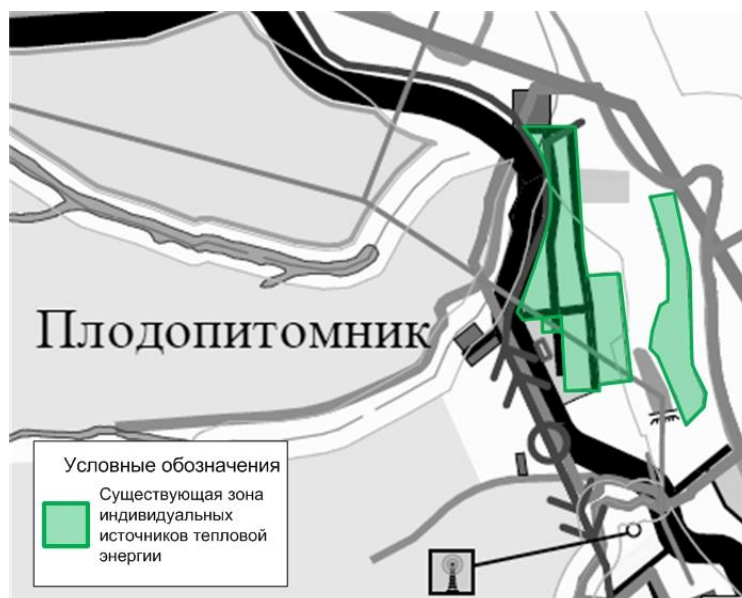 Плодопитомник
Условные обозначения
Существующая зона
индивидуальных
источников тепловой
энергии